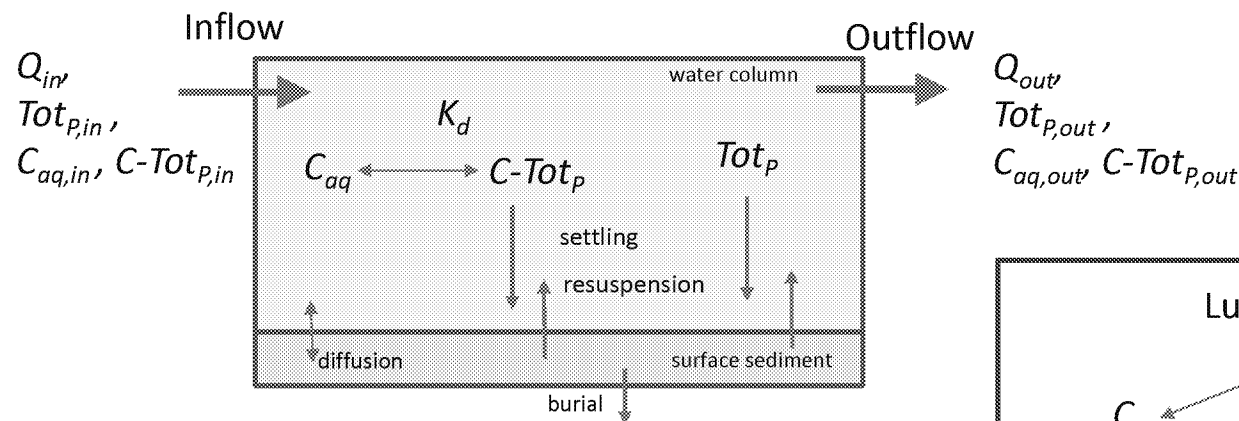 Inflow
Outflow
Q_in,
Tot_P,in ,
C_aq,in, C-Tot_P,in
water column
K_d
C_aq
C-Tot_P
Tot_P
settling
resuspension
diffusion
surface sediment
burial
Q_out,
Tot_P,out ,
C_aq,out, C-Tot_P,out
Lu
C